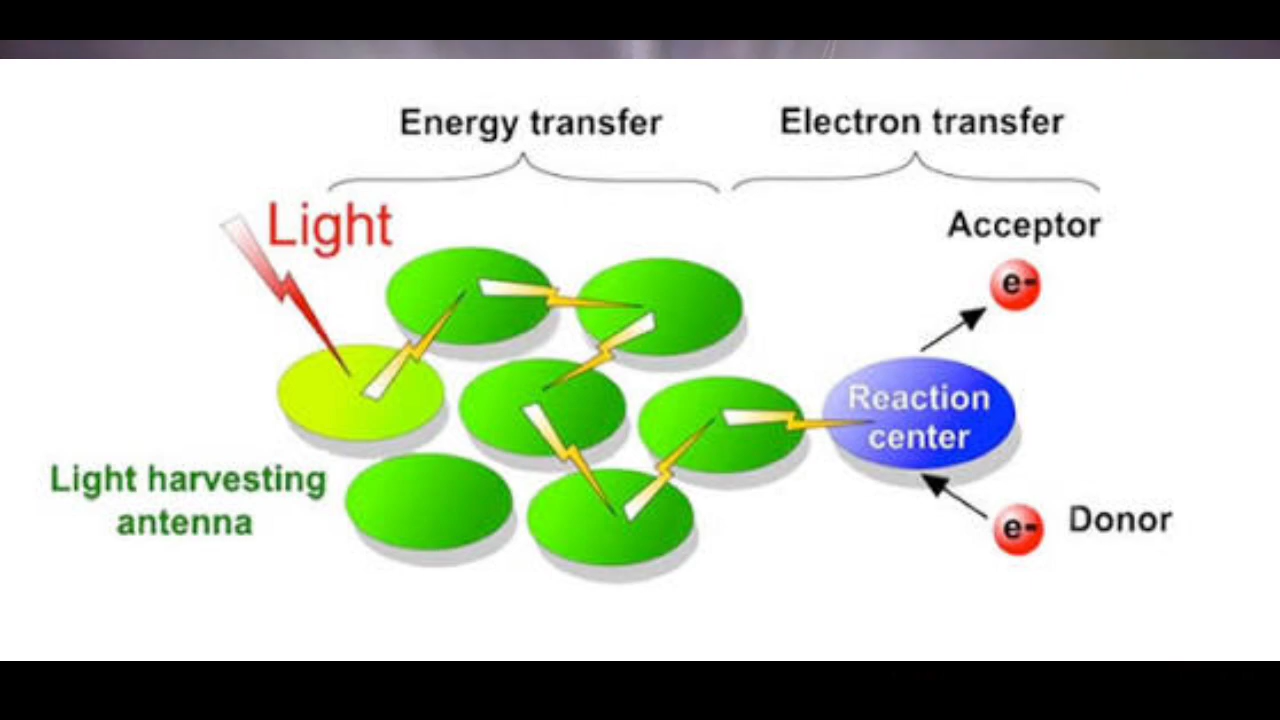 Energy transfer
Electron transfer
Light
Acceptor
e-
Reaction
center
Light harvesting
antenna
e-
Donor